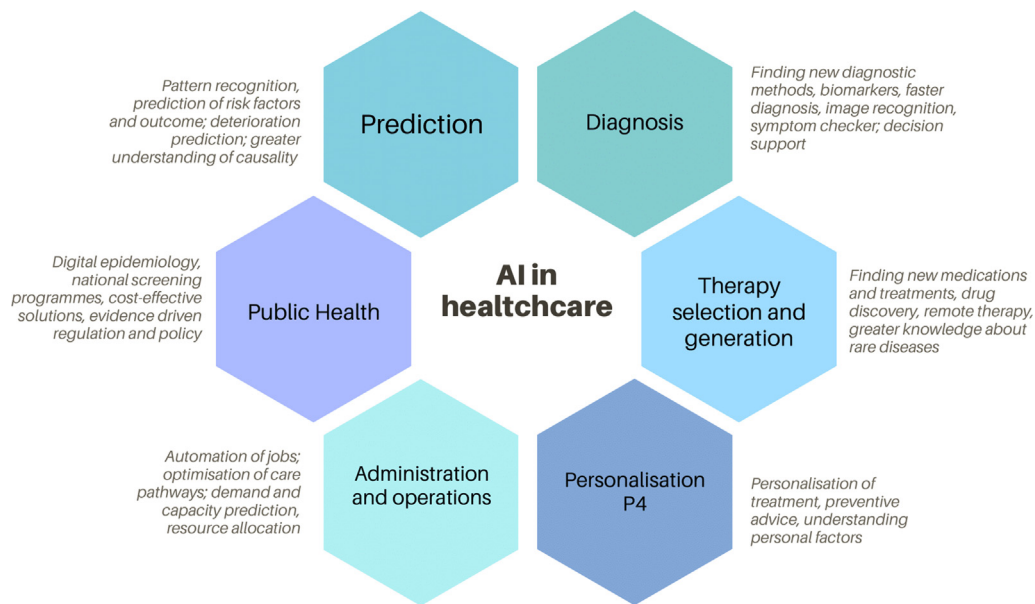 Pattern recognition,
prediction of risk factors
and outcome; deterioration
prediction; greater
understanding of causality
Prediction
Diagnosis
Finding new diagnostic
methods, biomarkers, faster
diagnosis, image recognition,
symptom checker; decision
support
Digital epidemiology,
national screening
programmes, cost-effective
solutions, evidence driven
regulation and policy
Public Health
AI in
healtchcare
Therapy
selection and
generation
Finding new medications
and treatments, drug
discovery, remote therapy,
greater knowledge about
rare diseases
Automation of jobs;
optimisation of care
pathways; demand and
capacity prediction,
resource allocation
Administration
and operations
Personalisation
P4
Personalisation of
treatment, preventive
advice, understanding
personal factors